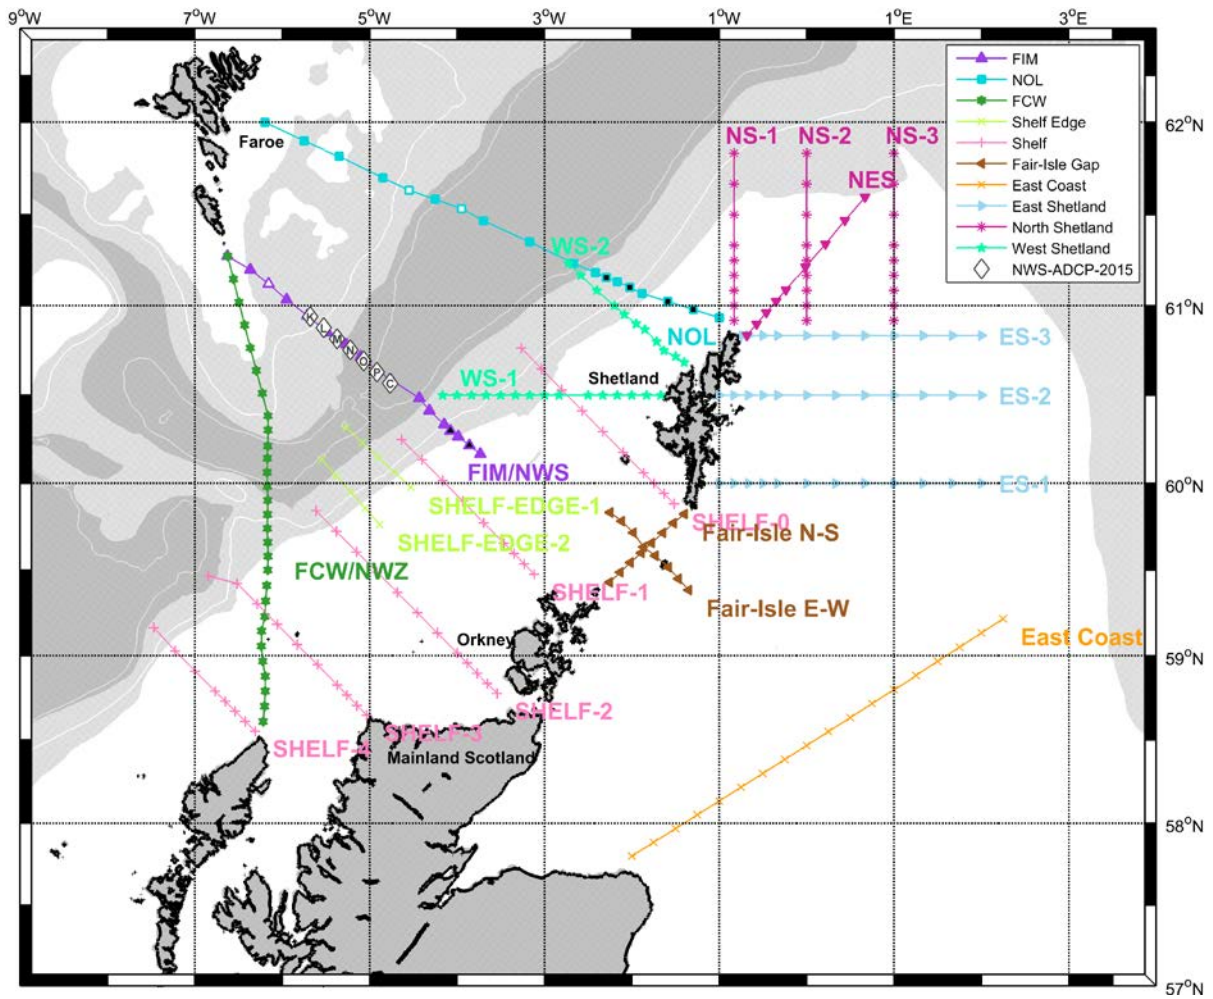 9°W
7°W
5°W
3°W
1°W
1°E
3°E
FIM
NOL
FCW
Shelf Edge
Shelf
Fair-Isle Gap
East Coast
East Shetland
North Shetland
West Shetland
NWS-ADCP-2015
62°N
Faroe
NS-1 NS-2 NS-3
NES
WS-2
61°N
NOL
ES-3
WS-1
Shetland
ES-2
FIM/NWS
60°N
ES-1
SHELF-EDGE-1
SHELF-0
Fair-Isle N-S
SHELF-EDGE-2
FCW/NWZ
SHELF-1
Fair-Isle E-W
Orkney
East Coast
59°N
SHELF-2
SHELF-3
SHELF-4
Mainland Scotland
58°N
57°N